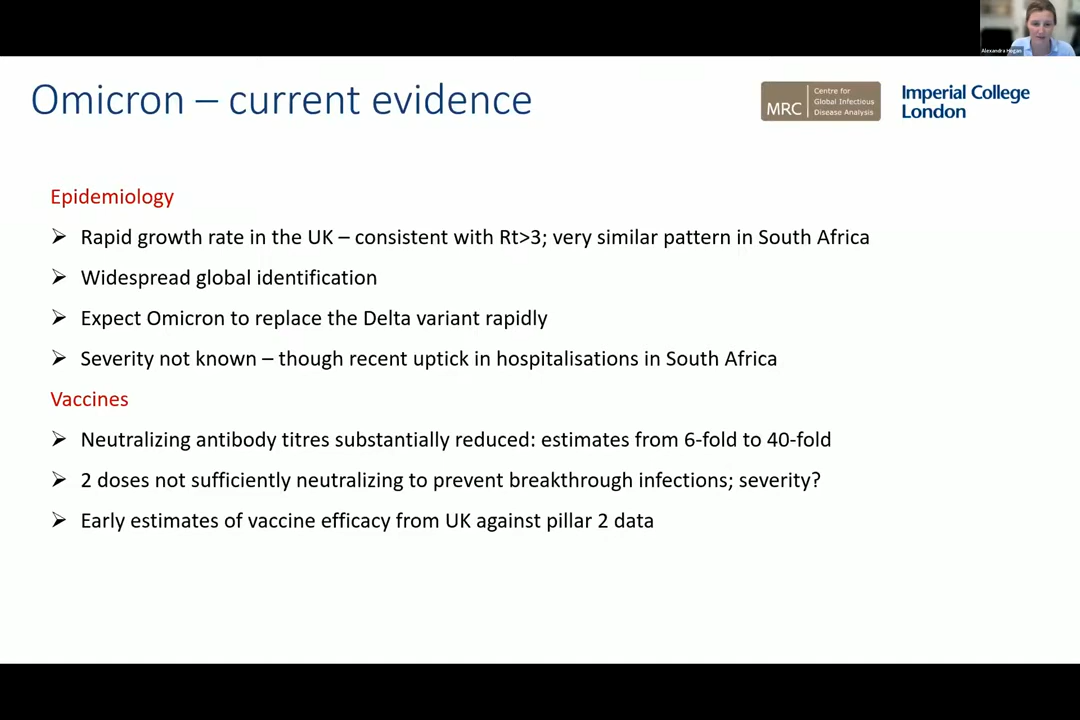 Alexandra Hogan
Omicron – current evidence
MRC
Centre for
Global Infectious
Disease Analysis
Imperial College
London
Epidemiology
Rapid growth rate in the UK – consistent with Rt>3; very similar pattern in South Africa
Widespread global identification
Expect Omicron to replace the Delta variant rapidly
Severity not known – though recent uptick in hospitalisations in South Africa
Vaccines
Neutralizing antibody titres substantially reduced: estimates from 6-fold to 40-fold
2 doses not sufficiently neutralizing to prevent breakthrough infections; severity?
Early estimates of vaccine efficacy from UK against pillar 2 data